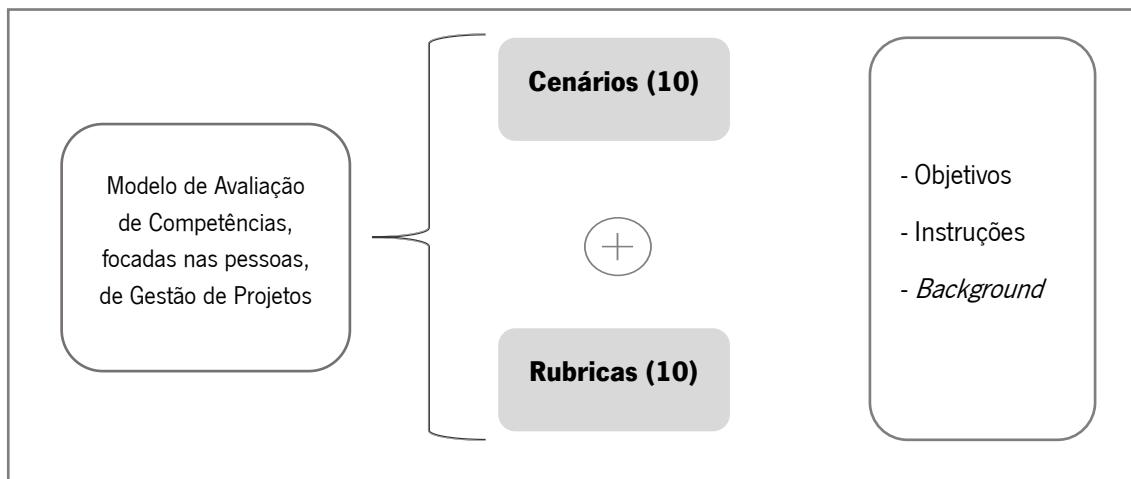 Modelo de Avaliação
de Competências,
focadas nas pessoas,
de Gestão de Projetos
Cenários (10)
+
Rubricas (10)
- Objetivos
- Instruções
- Background